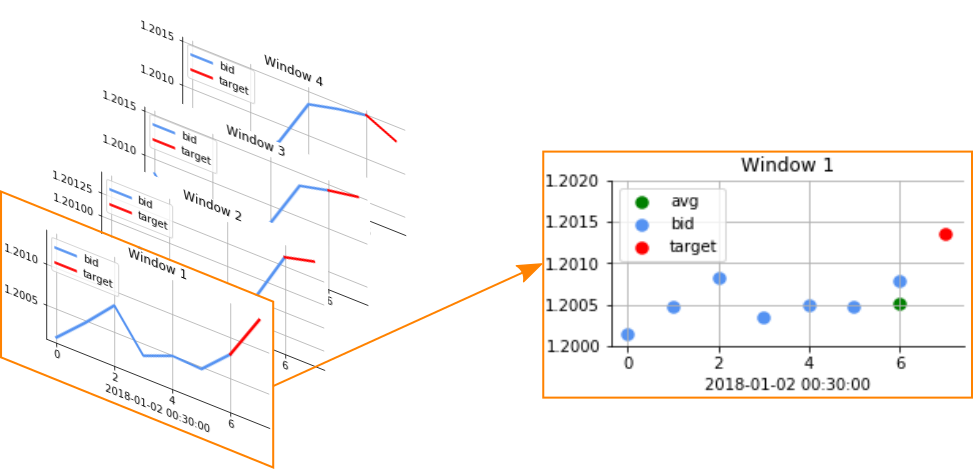 1.2015
Window 4
bid
target
1.2010
1.2015
Window 3
bid
target
1.2010
1.20125
Window 2
bid
target
1.20100
6
Window 1
bid
target
1.2010
1.2005
6
0
2
4
6
2018-01-02 00:30:00
Window 1
1.2020
avg
bid
target
1.2015
1.2010
1.2005
1.2000
0 2 4 6
2018-01-02 00:30:00